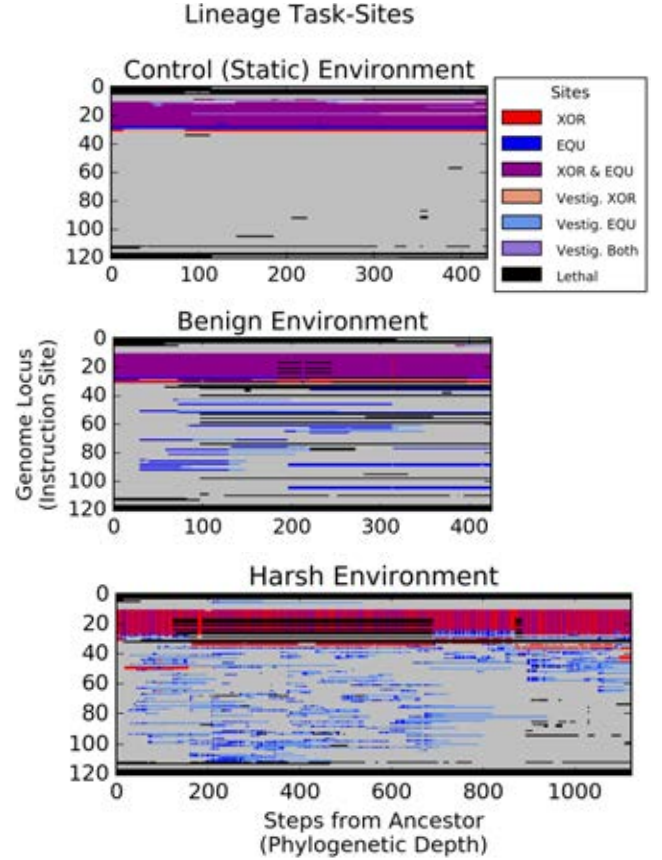 Lineage Task-Sites
Control (Static) Environment
0
20
40
60
80
100
120
0 100 200 300 400
Sites
XOR
EQU
XOR & EQU
Vestig. XOR
Vestig. EQU
Vestig. Both
Lethal
Benign Environment
Genome Locus
(Instruction Site)
0
20
40
60
80
100
120
0 100 200 300 400
Harsh Environment
0
20
40
60
80
100
120
0 200 400 600 800 1000
Steps from Ancestor
(Phylogenetic Depth)